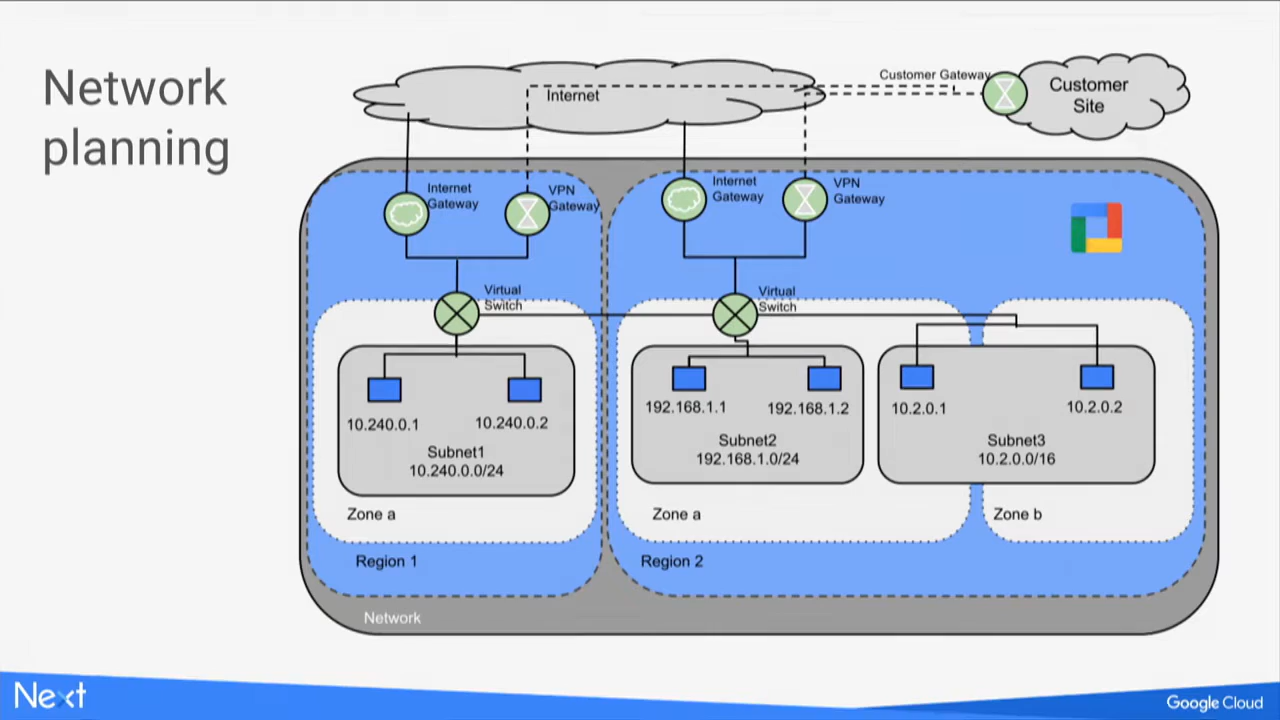 Network
planning
Internet
Customer Gateway
Customer
Site
Internet
Gateway
VPN
Gateway
Internet
Gateway
VPN
Gateway
Virtual
Switch
Virtual
Switch
10.240.0.1
10.240.0.2
Subnet1
10.240.0.0/24
192.168.1.1
192.168.1.2
Subnet2
192.168.1.0/24
10.2.0.1
10.2.0.2
Subnet3
10.2.0.0/16
Zone a
Zone a
Zone b
Region 1
Region 2
Network
Next
Google Cloud